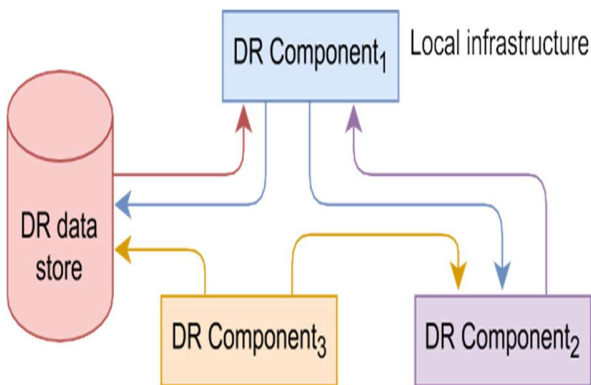 DR Component₁
Local infrastructure
DR data
store
DR Component₃
DR Component₂